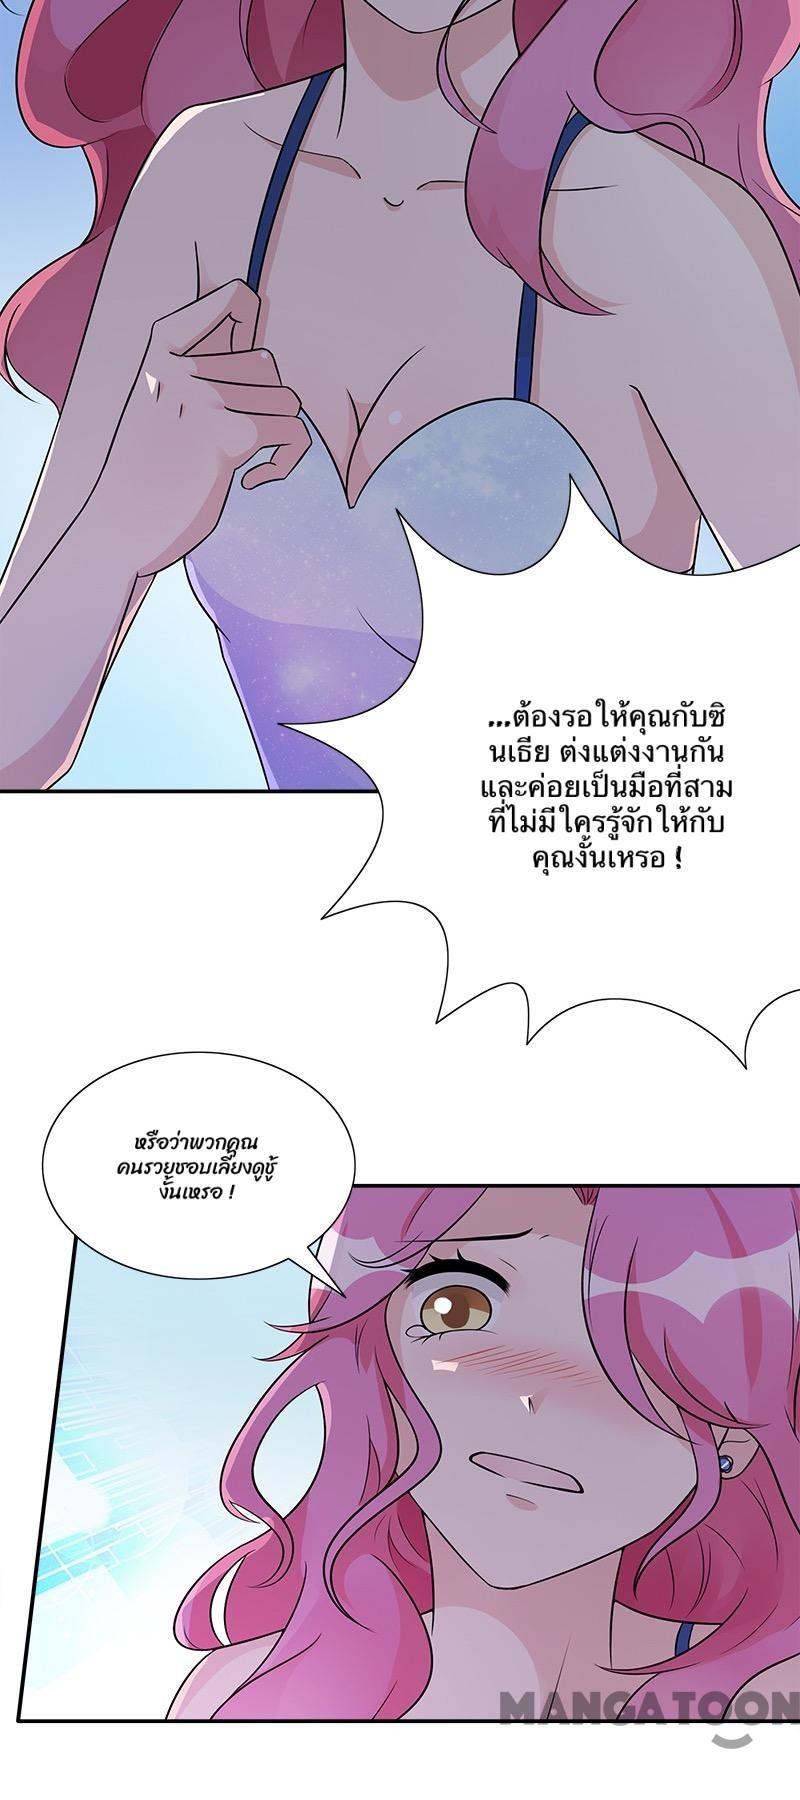 ...ต้องรอให้คุณกับซิ
นเธีย ต่งแต่งงานกัน
และค่อยเป็นมือที่สาม
ที่ไม่มีใครรู้จักให้กับ
คุณงั้นเหรอ !
หรือว่าพวกคุณ
คนรวยชอบเลี้ยงดูชู้
งั้นเหรอ !
MANGATOON